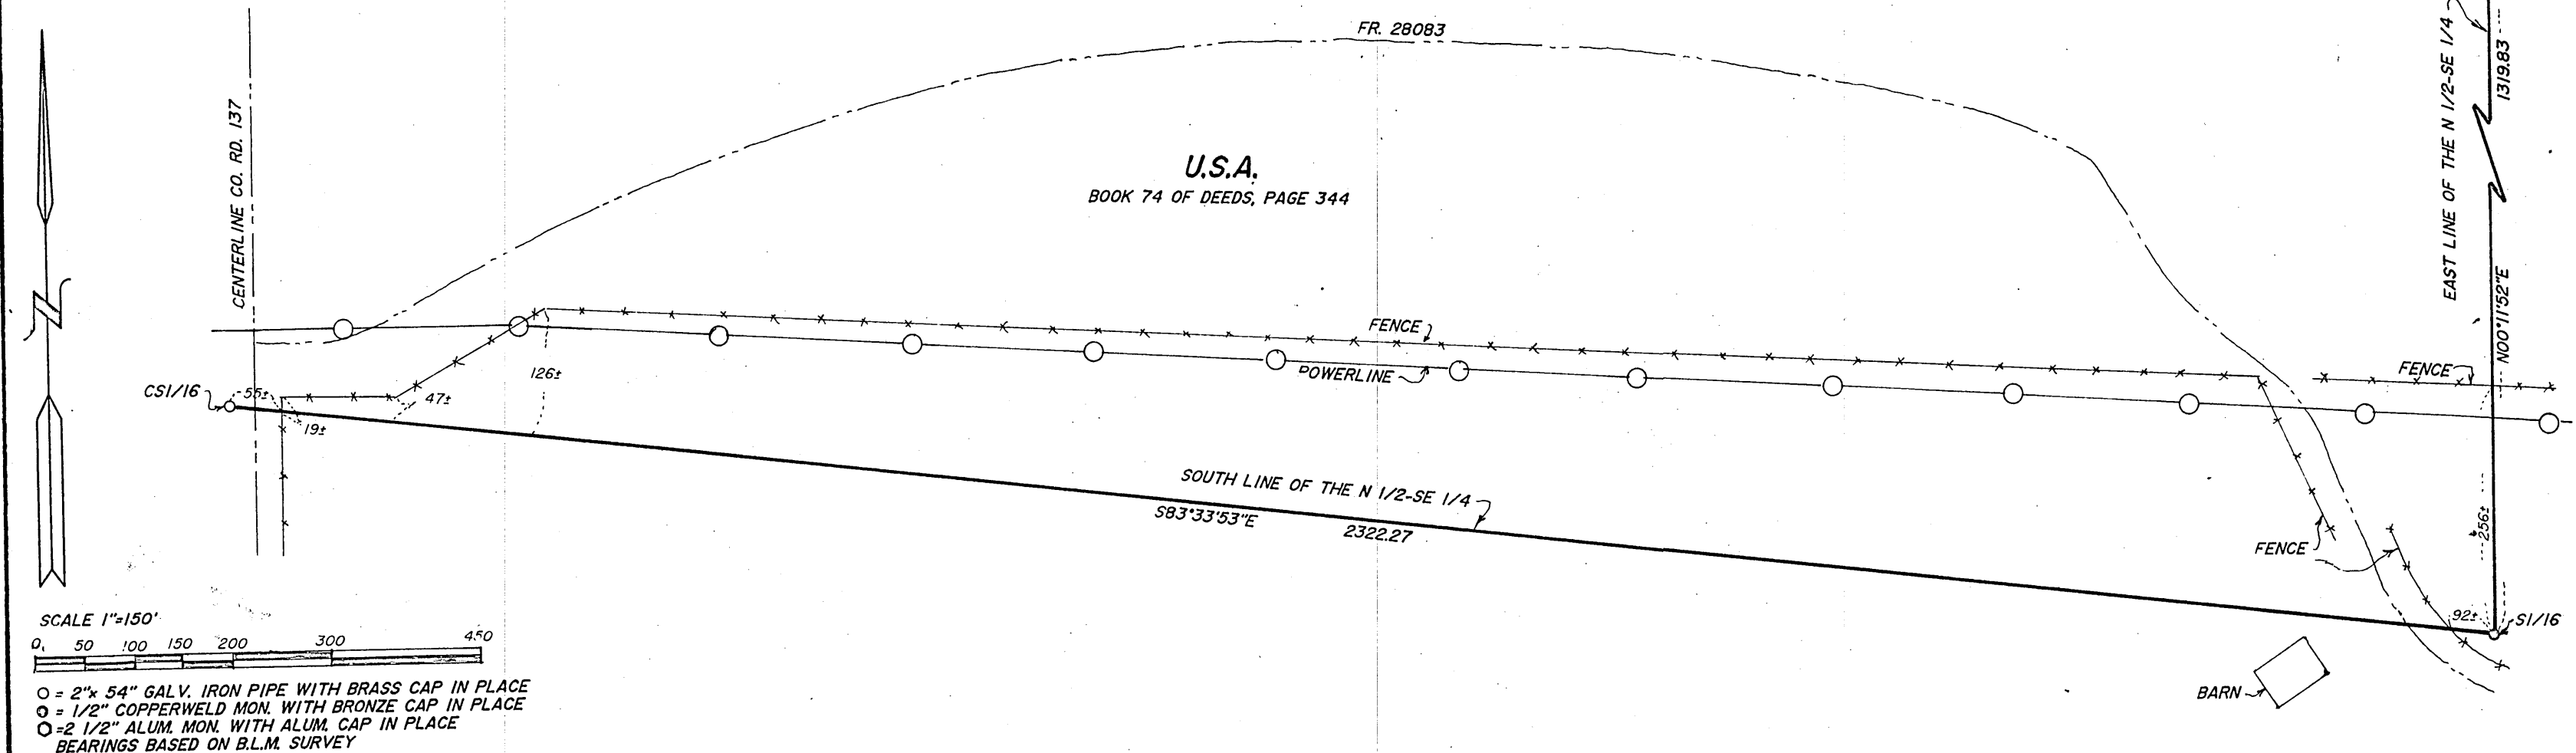 FR. 28083
EAST LINE OF THE N 1/2-SE 1/4
1319.83
CENTERLINE CO. RD. 137
U.S.A.
BOOK 74 OF DEEDS, PAGE 344
N00°11'52"E
FENCE
POWERLINE
FENCE
126±
CS1/16
55±
47±
19±
SOUTH LINE OF THE N 1/2-SE 1/4
S83°33'53"E
2322.27
256±
FENCE
92±
S1/16
BARN
SCALE 1"=150'
0 50 100 150 200 300 450
= 2"x 54" GALV. IRON PIPE WITH BRASS CAP IN PLACE
= 1/2" COPPERWELD MON. WITH BRONZE CAP IN PLACE
=2 1/2" ALUM. MON. WITH ALUM. CAP IN PLACE
BEARINGS BASED ON B.L.M. SURVEY